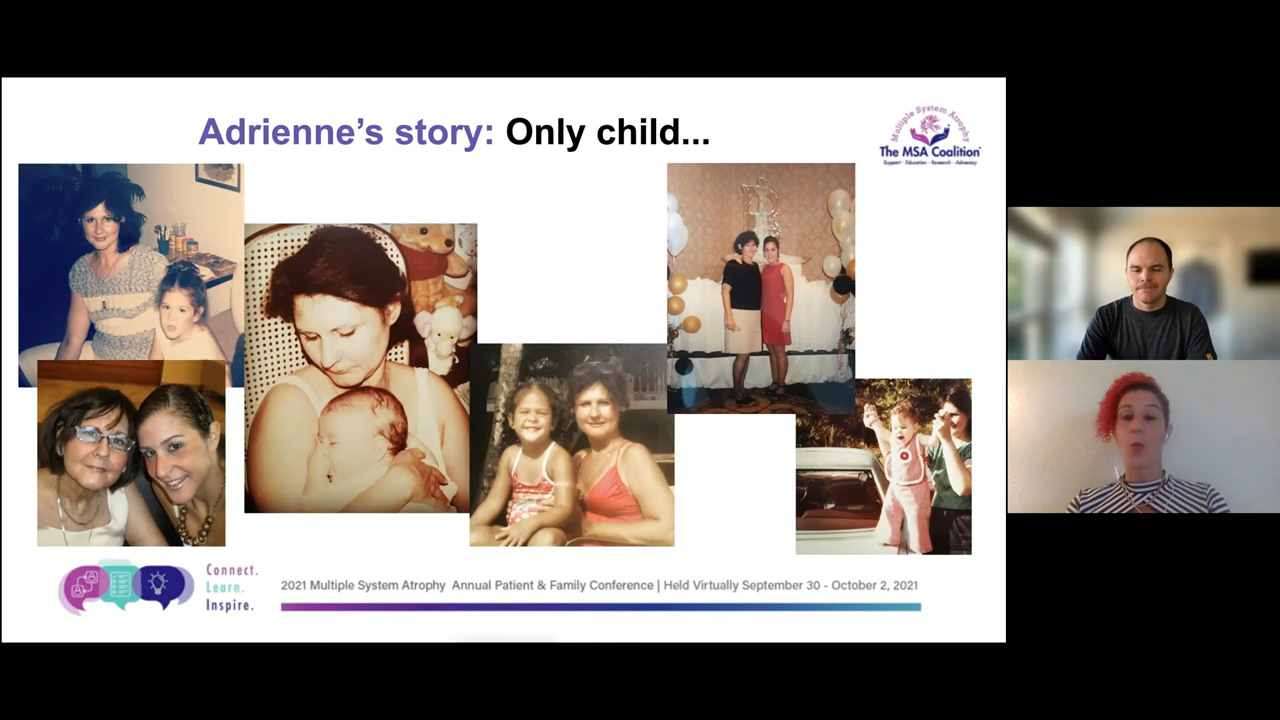 Adrienne’s story: Only child...
Multiple System Atrophy
The MSA Coalition®
Support · Education · Research · Advocacy
Connect.
Learn.
Inspire.
2021 Multiple System Atrophy Annual Patient & Family Conference | Held Virtually September 30 - October 2, 2021